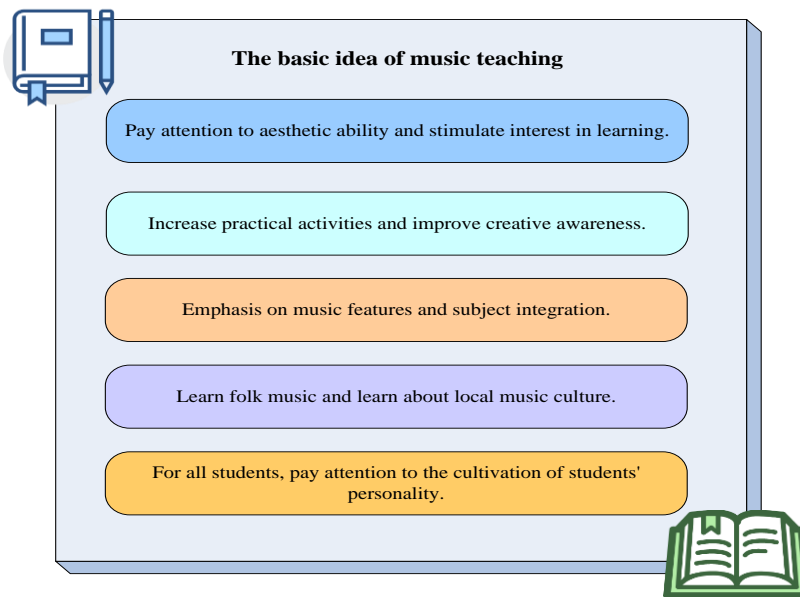 The basic idea of music teaching
Pay attention to aesthetic ability and stimulate interest in learning.
Increase practical activities and improve creative awareness.
Emphasis on music features and subject integration.
Learn folk music and learn about local music culture.
For all students, pay attention to the cultivation of students'
personality.